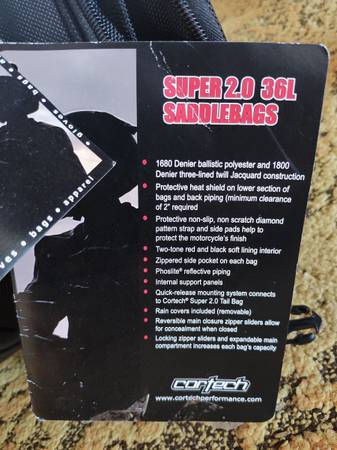 SUPER 2.0 36L
SADDLEBAGS
• 1680 Denier ballistic polyester and 1800
Denier three-lined twill Jacquard construction
• Protective heat shield on lower section of
bags and back piping (minimum clearance
of 2" required
• Protective non-slip, non scratch diamond
pattern strap and side pads help to
protect the motorcycle's finish
• Two-tone red and black soft lining interior
• Zippered side pocket on each bag
• Phoslite® reflective piping
• Internal support panels
• Quick-release mounting system connects
to Cortech® Super 2.0 Tail Bag
• Rain covers included (removable)
• Reversible main closure zipper sliders allow
for concealment when closed
• Locking zipper sliders and expandable main
compartment increases each bag's capacity
cortech
www.cortechperformance.com
• bags • apparel